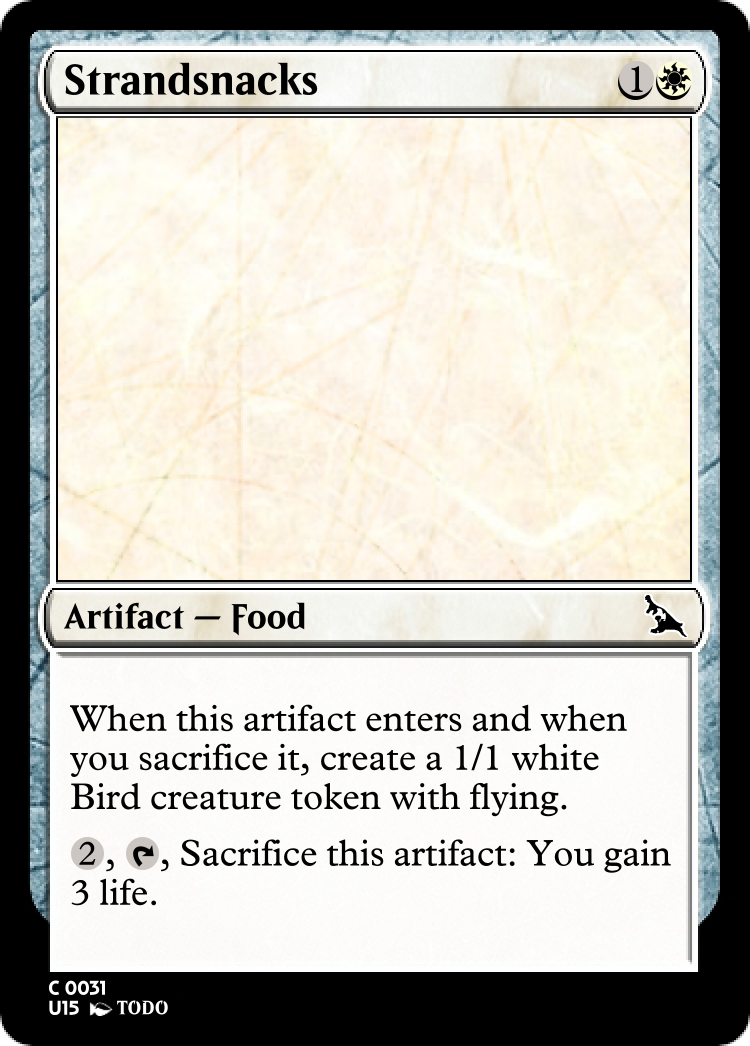 Strandsnacks 1
Artifact — Food
When this artifact enters and when
you sacrifice it, create a 1/1 white
Bird creature token with flying.
2, , Sacrifice this artifact: You gain
3 life.
C 0031
U15 TODO